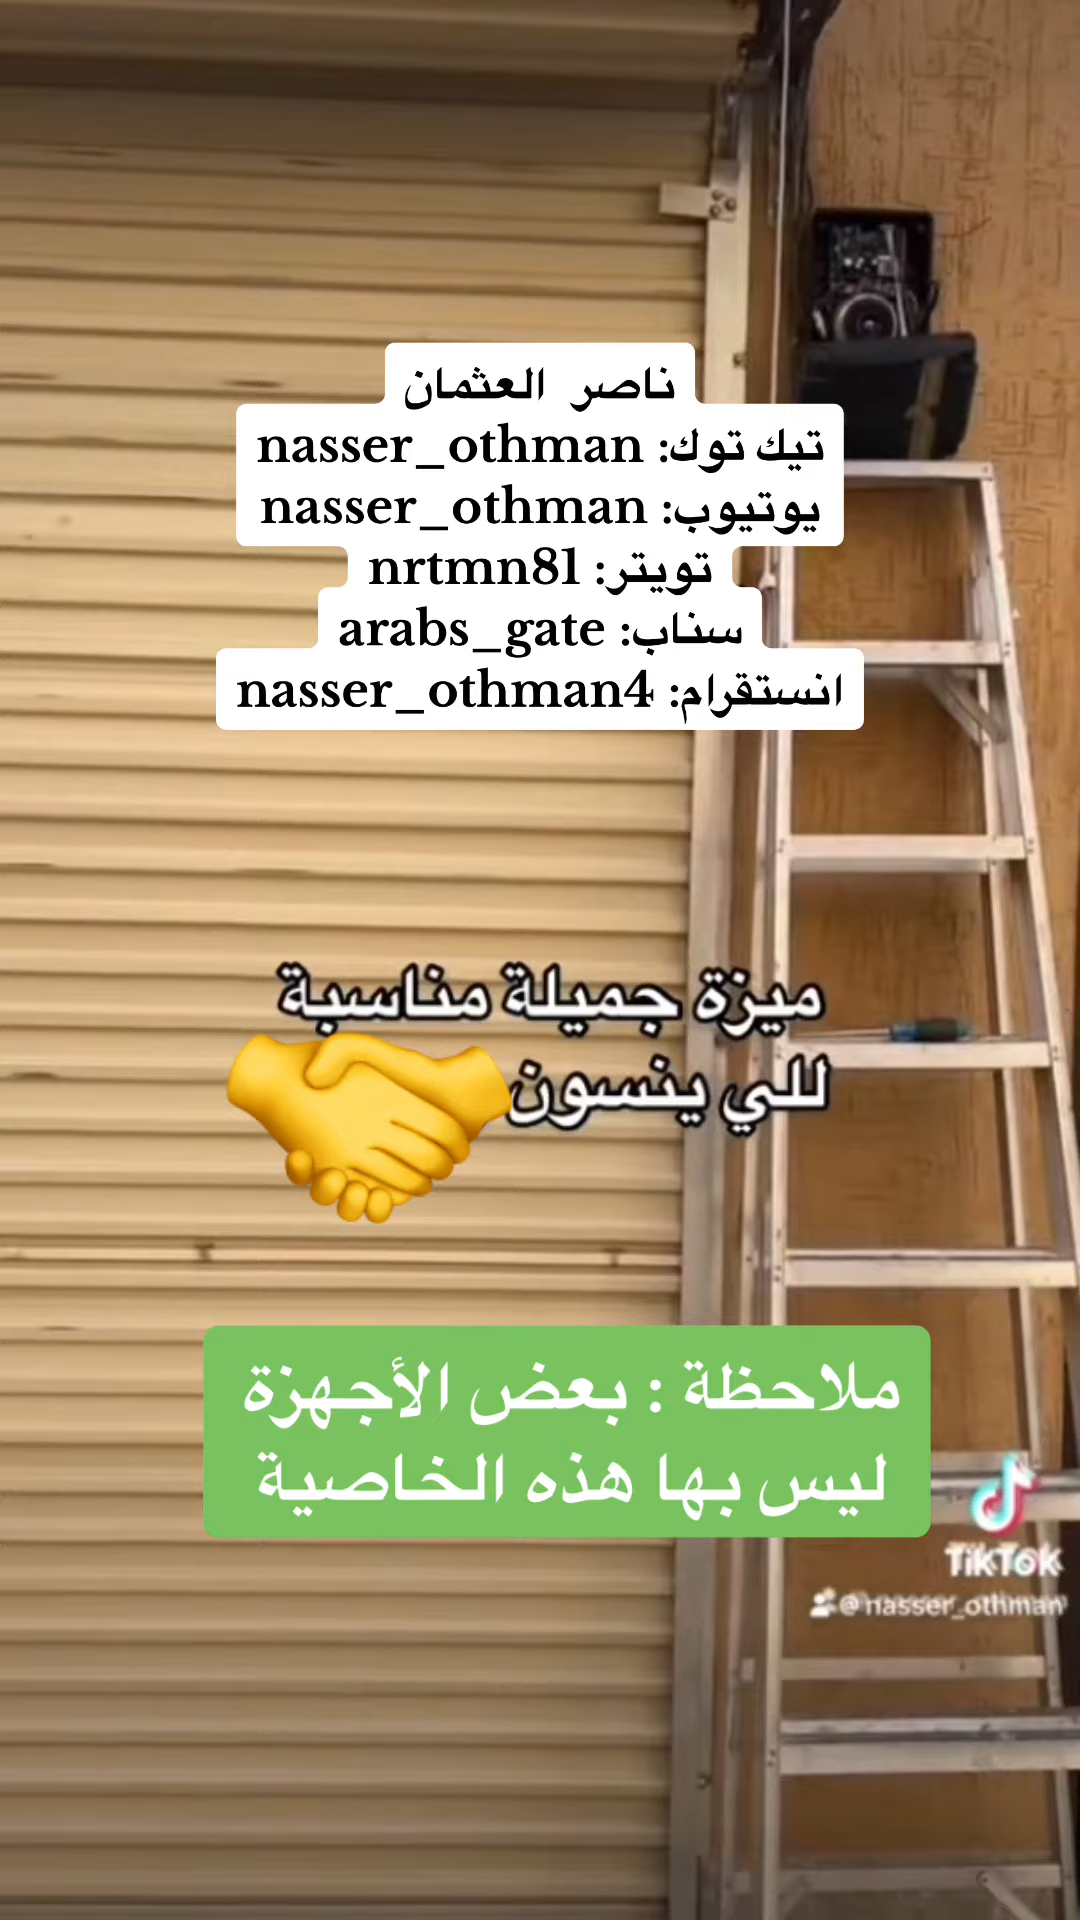 ناصر العثمان
تيك توك: nasser_othman
يوتيوب: nasser_othman
تويتر: nrtmn81
سناب: arabs_gate
انستقرام: nasser_othman4
ميزة جميلة مناسبة
للي ينسون
ملاحظة : بعض الأجهزة
ليس بها هذه الخاصية
TikTok
@nasser_othman